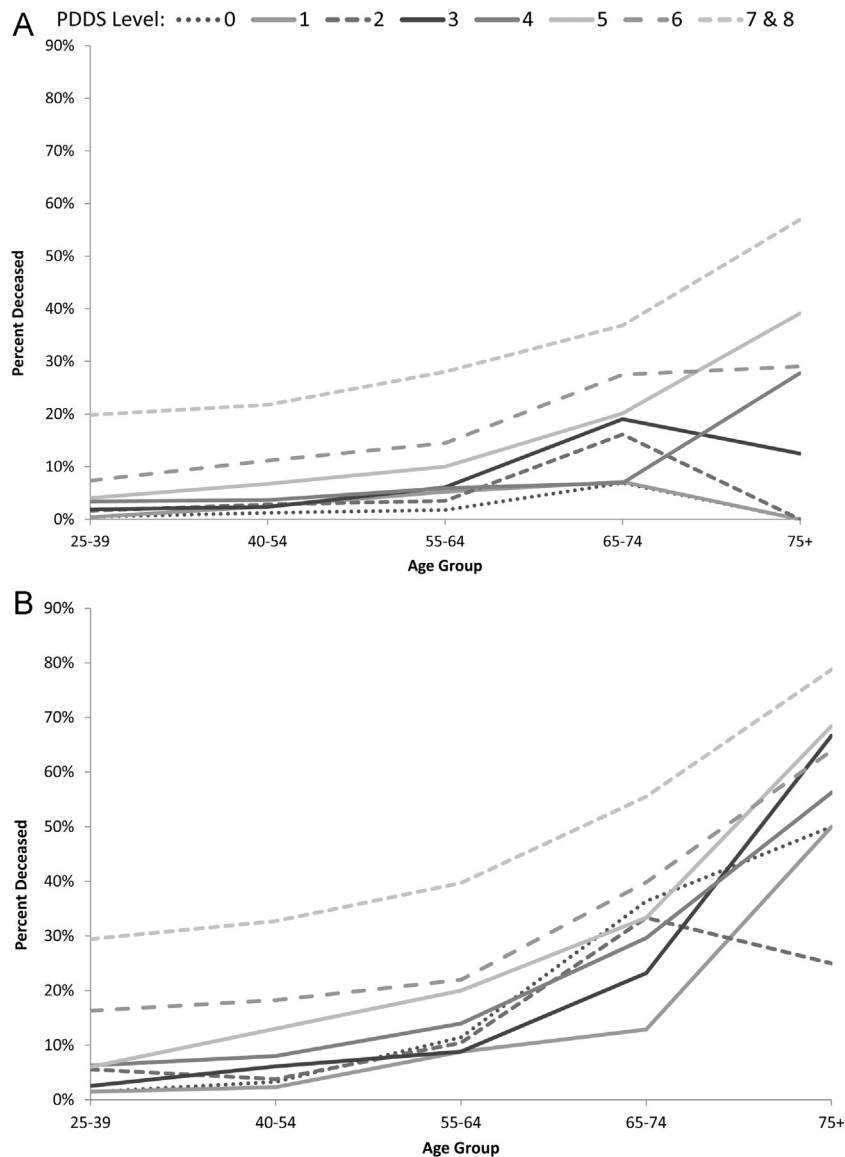 A
PDDS Level: 0 1 2 3 4 5 6 7 & 8
90%
80%
70%
60%
50%
40%
30%
20%
10%
0%
Percent Deceased
25-39 40-54 55-64 65-74 75+
Age Group
B
90%
80%
70%
60%
50%
40%
30%
20%
10%
0%
Percent Deceased
25-39 40-54 55-64 65-74 75+
Age Group